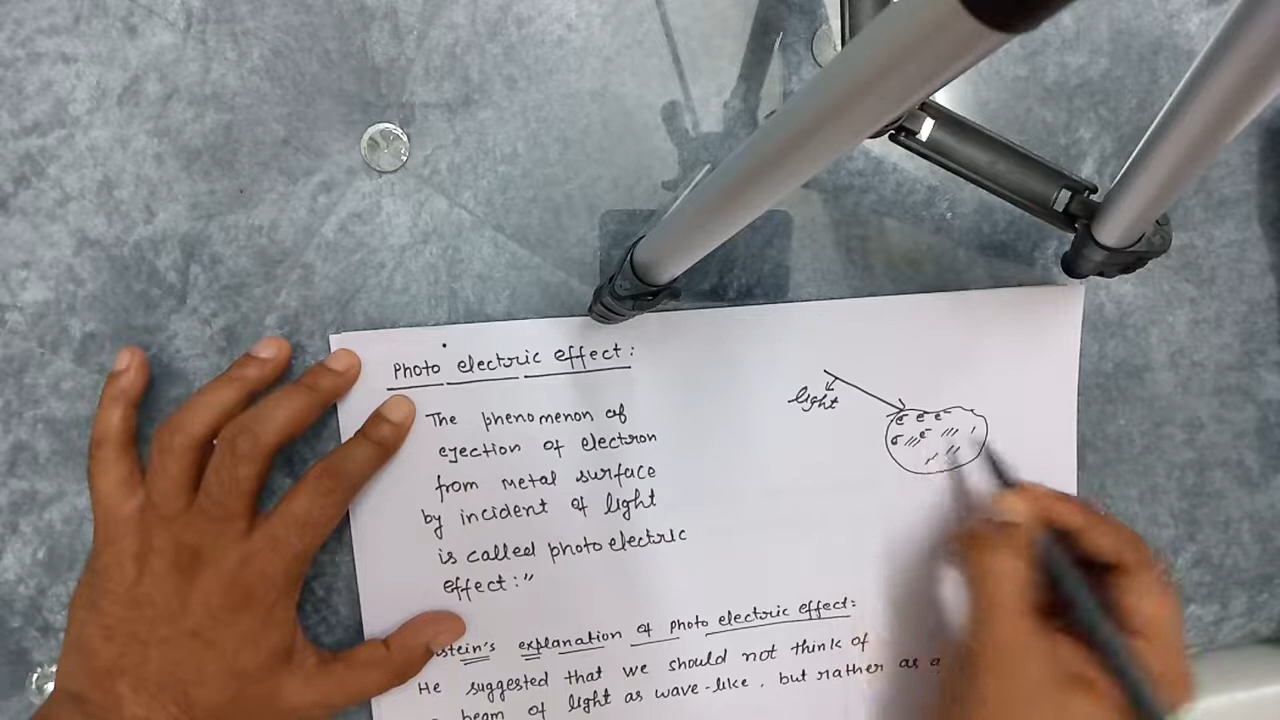 Photo electric effect:
The phenomenon of
ejection of electron
from metal surface
by incident of light
is called photo electric
effect:"
light
e- e- e-
e- e-
stein's explanation of photo electric effect:
He suggested that we should not think of
beam of light as wave-like, but rather as a